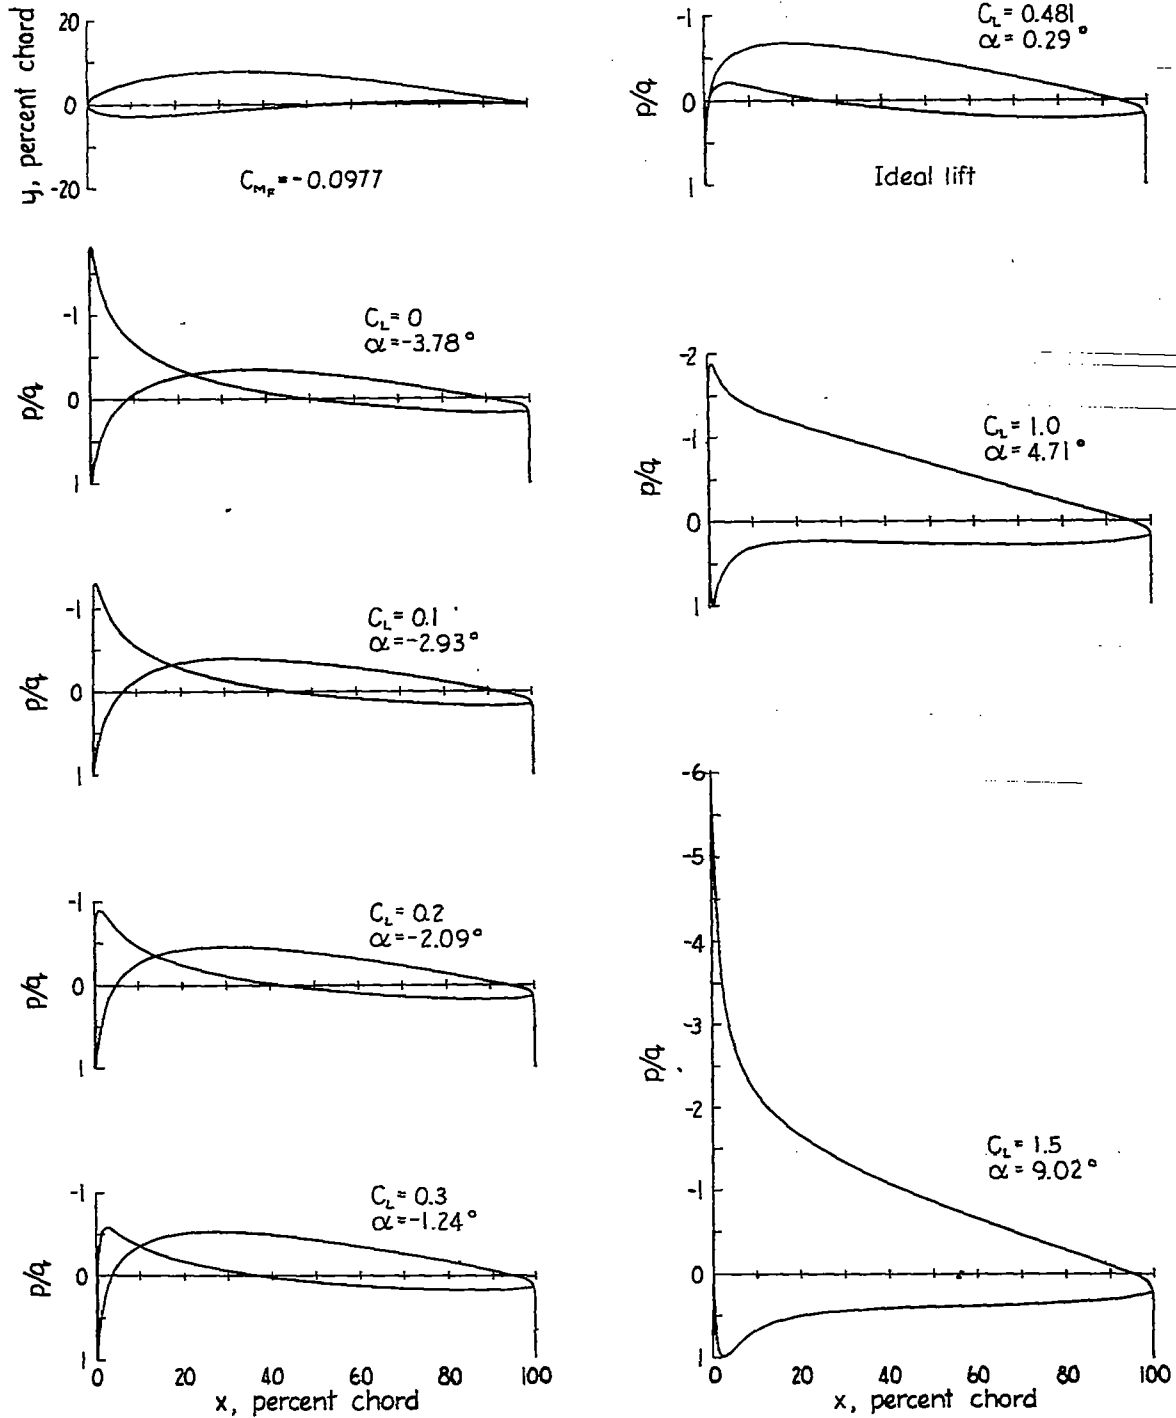 y, percent chord
20
0
-20
C_MF = -0.0977
p/q
-1
0
1
C_L = 0
α = -3.78°
p/q
-1
0
1
C_L = 0.1
α = -2.93°
p/q
-1
0
1
C_L = 0.2
α = -2.09°
p/q
-1
0
1
C_L = 0.3
α = -1.24°
0 20 40 60 80 100
x, percent chord
p/q
-1
0
1
C_L = 0.481
α = 0.29°
Ideal lift
p/q
-2
-1
0
1
C_L = 1.0
α = 4.71°
p/q
-6
-5
-4
-3
-2
-1
0
1
C_L = 1.5
α = 9.02°
0 20 40 60 80 100
x, percent chord